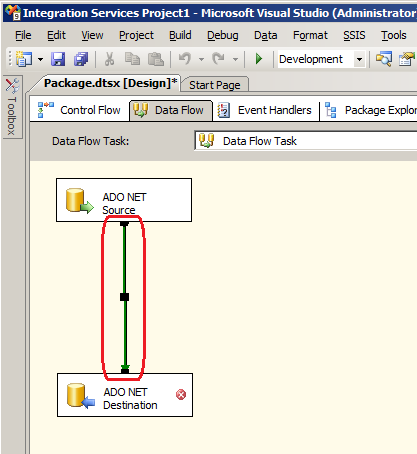 Integration Services Project1 - Microsoft Visual Studio (Administrator
File Edit View Project Build Debug Data Format SSIS Tools
Development
Package.dtsx [Design]* Start Page
Control Flow Data Flow Event Handlers Package Explor
Toolbox
Data Flow Task: Data Flow Task
ADO NET
Source
ADO NET
Destination